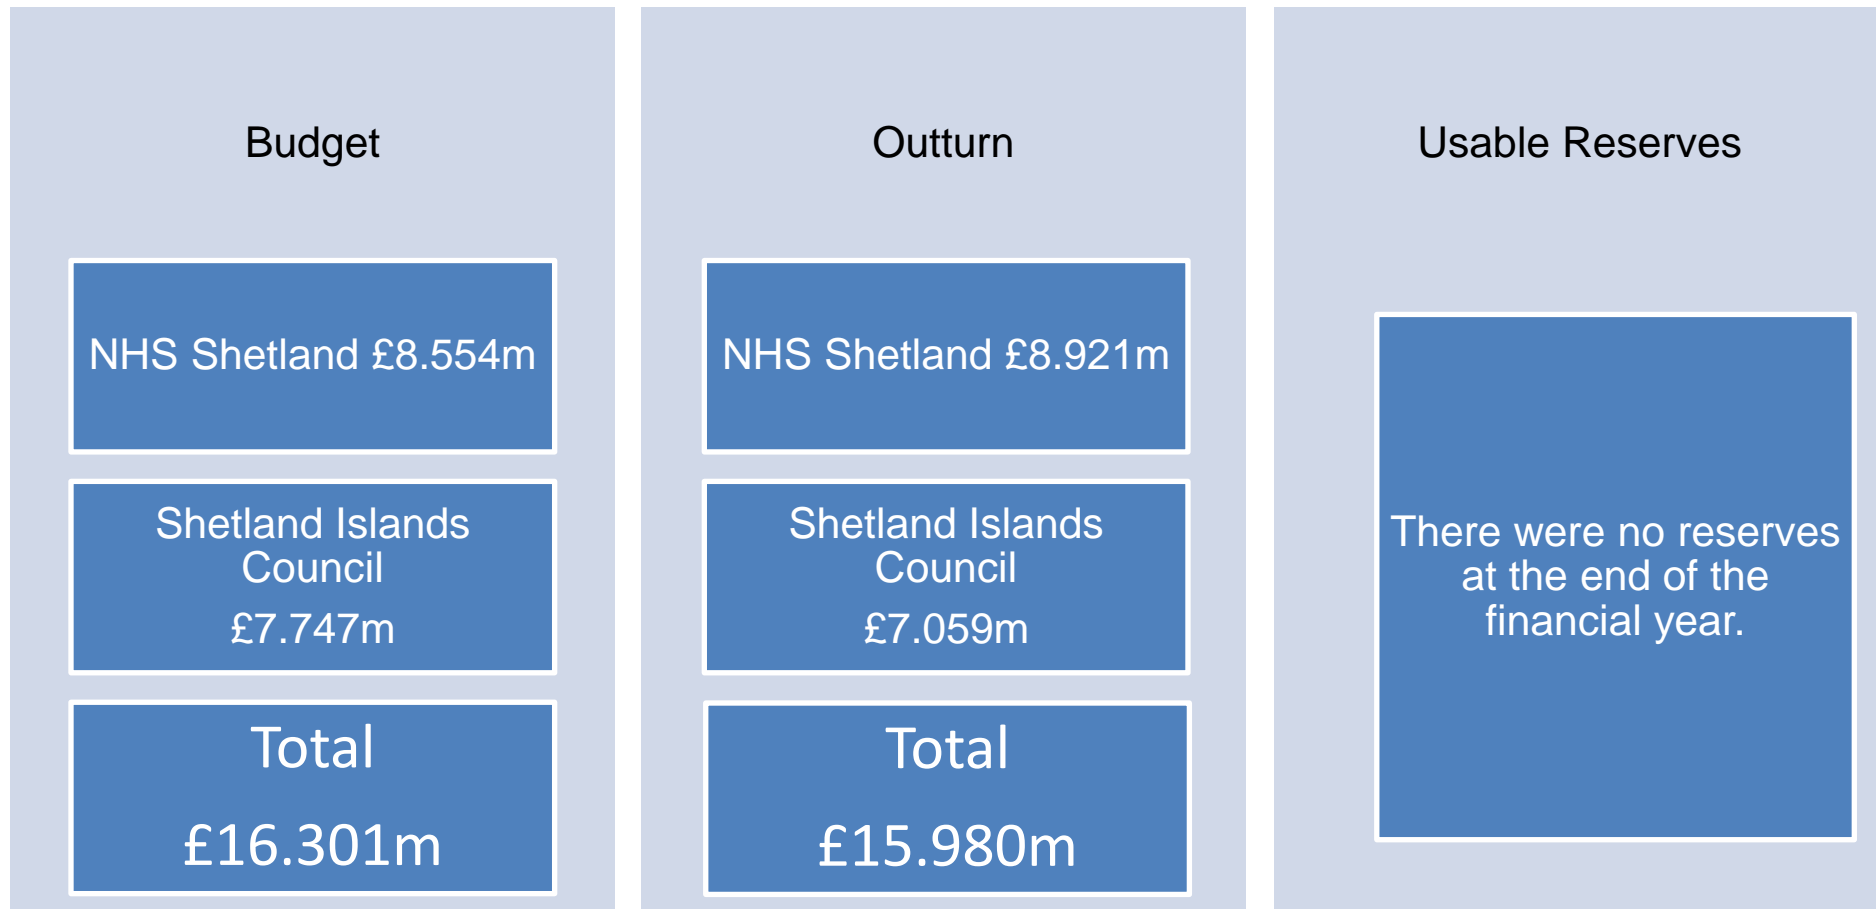 Budget
NHS Shetland £8.554m
Shetland Islands
Council
£7.747m
Total
£16.301m
Outturn
NHS Shetland £8.921m
Shetland Islands
Council
£7.059m
Total
£15.980m
Usable Reserves
There were no reserves
at the end of the
financial year.